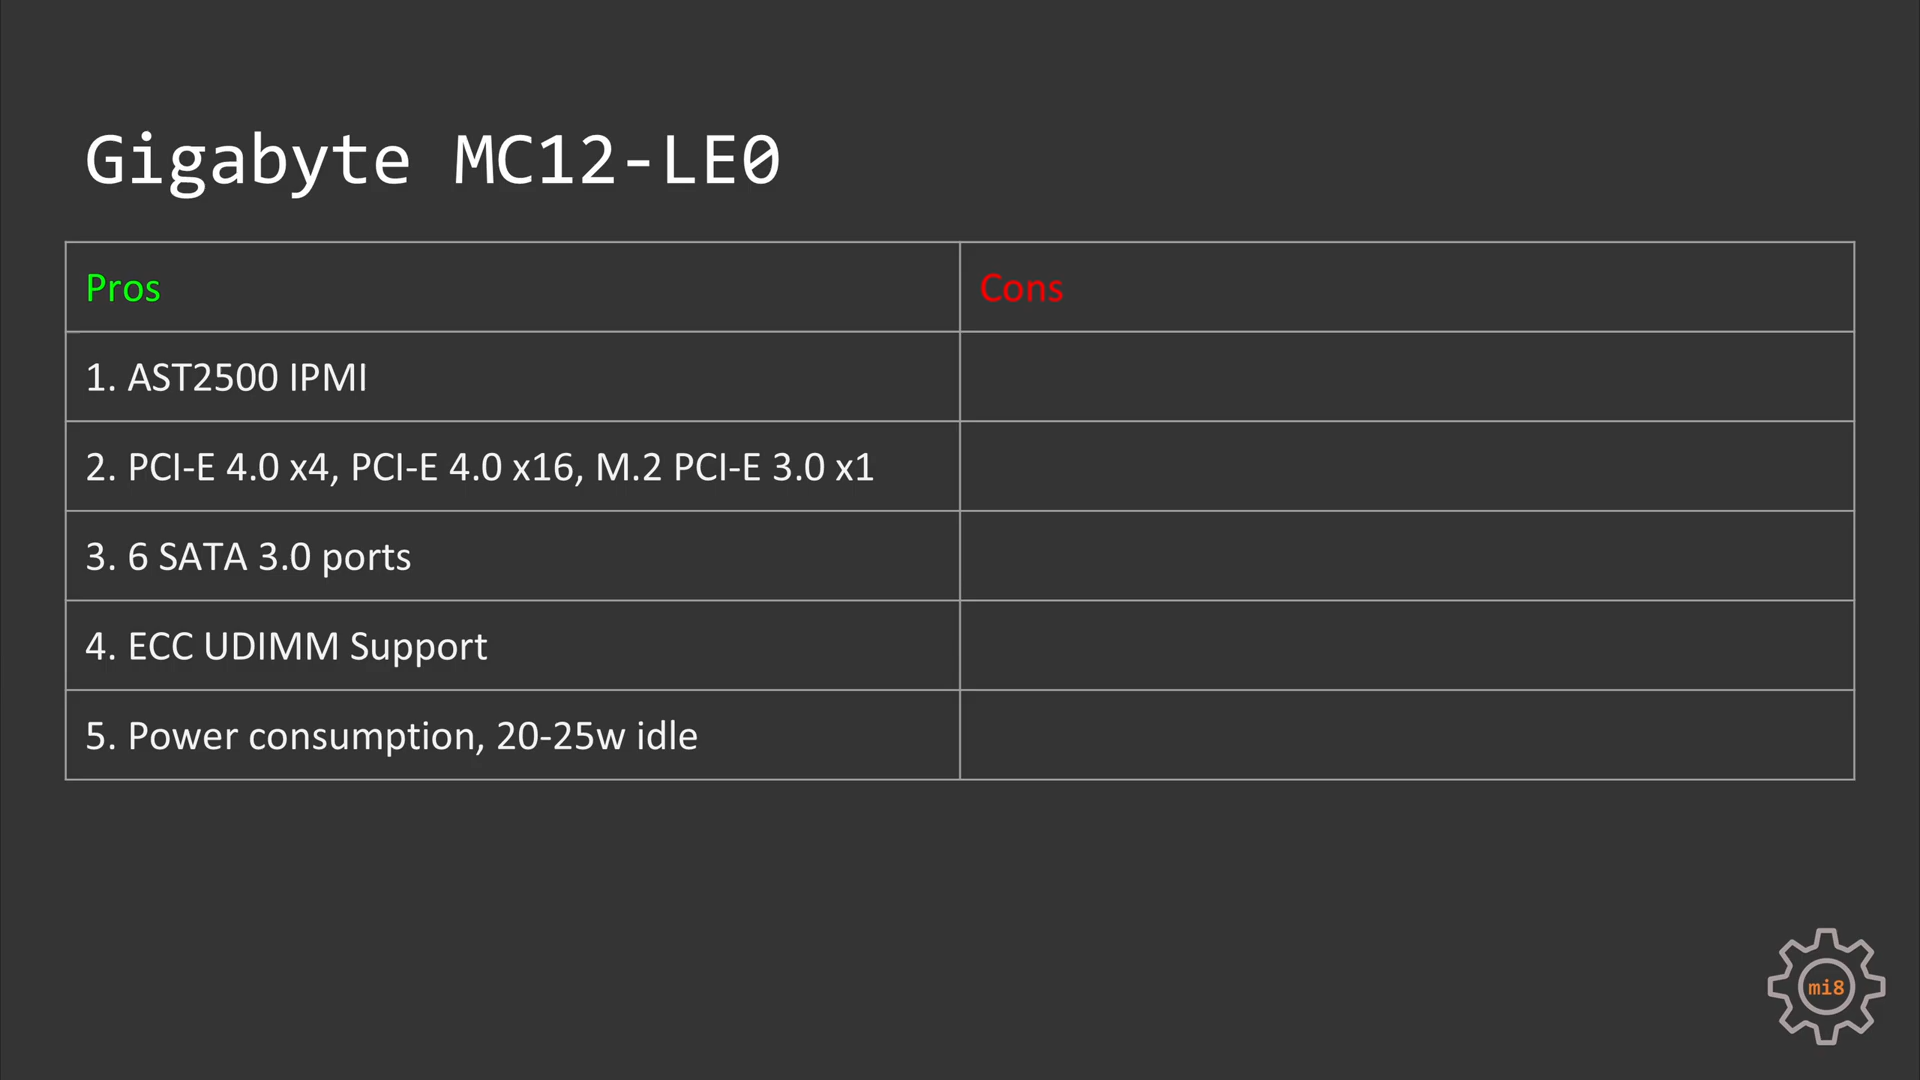 Gigabyte MC12-LE0
Pros
Cons
1. AST2500 IPMI
2. PCI-E 4.0 x4, PCI-E 4.0 x16, M.2 PCI-E 3.0 x1
3. 6 SATA 3.0 ports
4. ECC UDIMM Support
5. Power consumption, 20-25w idle
mi8